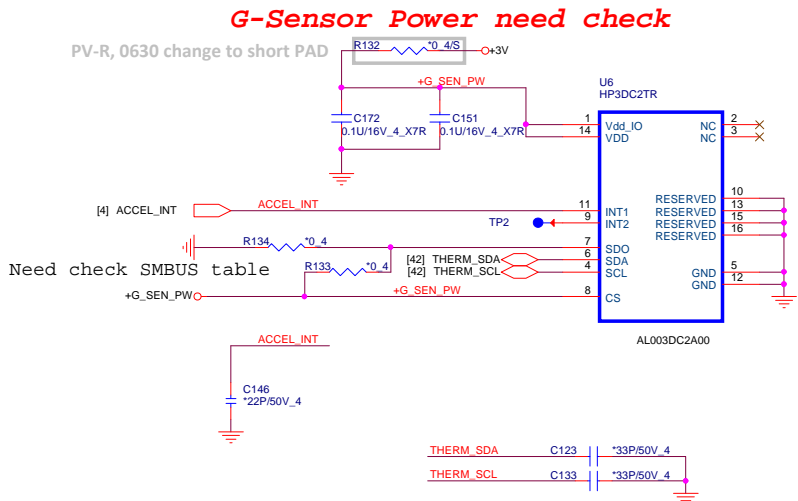 G-Sensor Power need check
PV-R, 0630 change to short PAD
R132 *0_4/S
+3V
+G_SEN_PW
C172
0.1U/16V_4_X7R
C151
0.1U/16V_4_X7R
U6
HP3DC2TR
1 Vdd_IO
14 VDD
NC 2
NC 3
RESERVED 10
RESERVED 13
RESERVED 15
RESERVED 16
[4] ACCEL_INT
ACCEL_INT
11 INT1
TP2
9 INT2
R134 *0_4
7 SDO
[42] THERM_SDA
6 SDA
[42] THERM_SCL
4 SCL
GND 5
GND 12
Need check SMBUS table
R133 *0_4
+G_SEN_PW
+G_SEN_PW
8 CS
AL003DC2A00
ACCEL_INT
C146
*22P/50V_4
THERM_SDA C123 *33P/50V_4
THERM_SCL C133 *33P/50V_4